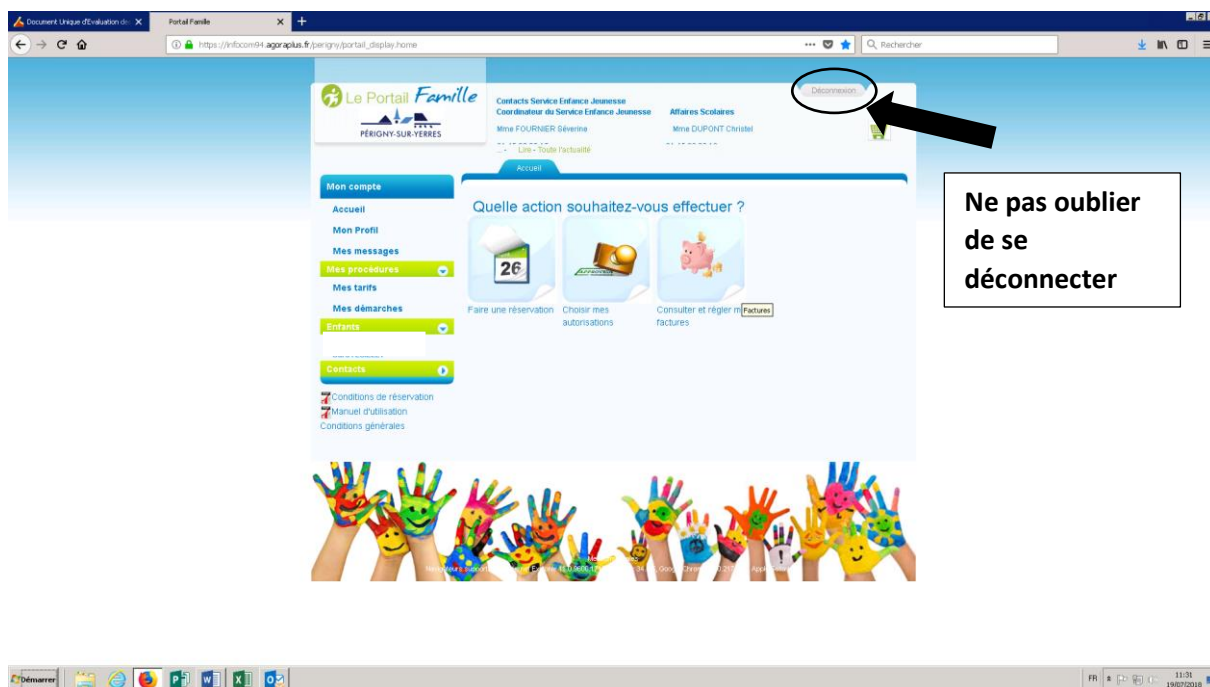 Document Unique d'Evaluation de
Portail Famille
https://infocom94.agoraplus.fr/perigny/portail_display.home
Rechercher
Le Portail Famille
PÉRIGNY-SUR-YERRES
Déconnexion
Contacts Service Enfance Jeunesse
Coordinateur du Service Enfance Jeunesse
Affaires Scolaires
Mme FOURNIER Séverine
Mme DUPONT Christel
Lire - Toute l'actualité
Accueil
Mon compte
Accueil
Mon Profil
Mes messages
Mes procédures
Mes tarifs
Mes démarches
Enfants
Contacts
Conditions de réservation
Manuel d'utilisation
Conditions générales
Quelle action souhaitez-vous effectuer ?
26
Faire une réservation
Choisir mes
autorisations
Consulter et régler m
factures
Factures
Ne pas oublier
de se
déconnecter
Démarrer
FR
11:31
19/07/2018